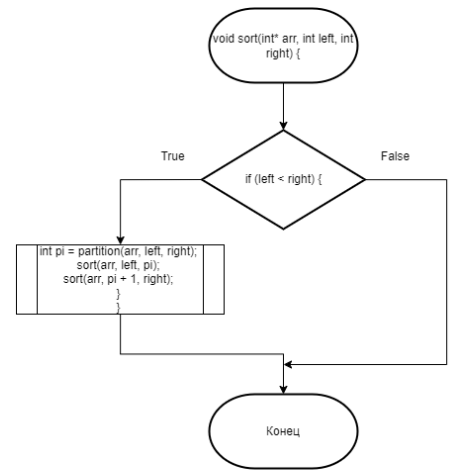 void sort(int* arr, int left, int
right) {
True
False
if (left < right) {
int pi = partition(arr, left, right);
sort(arr, left, pi);
sort(arr, pi + 1, right);
}
}
Конец